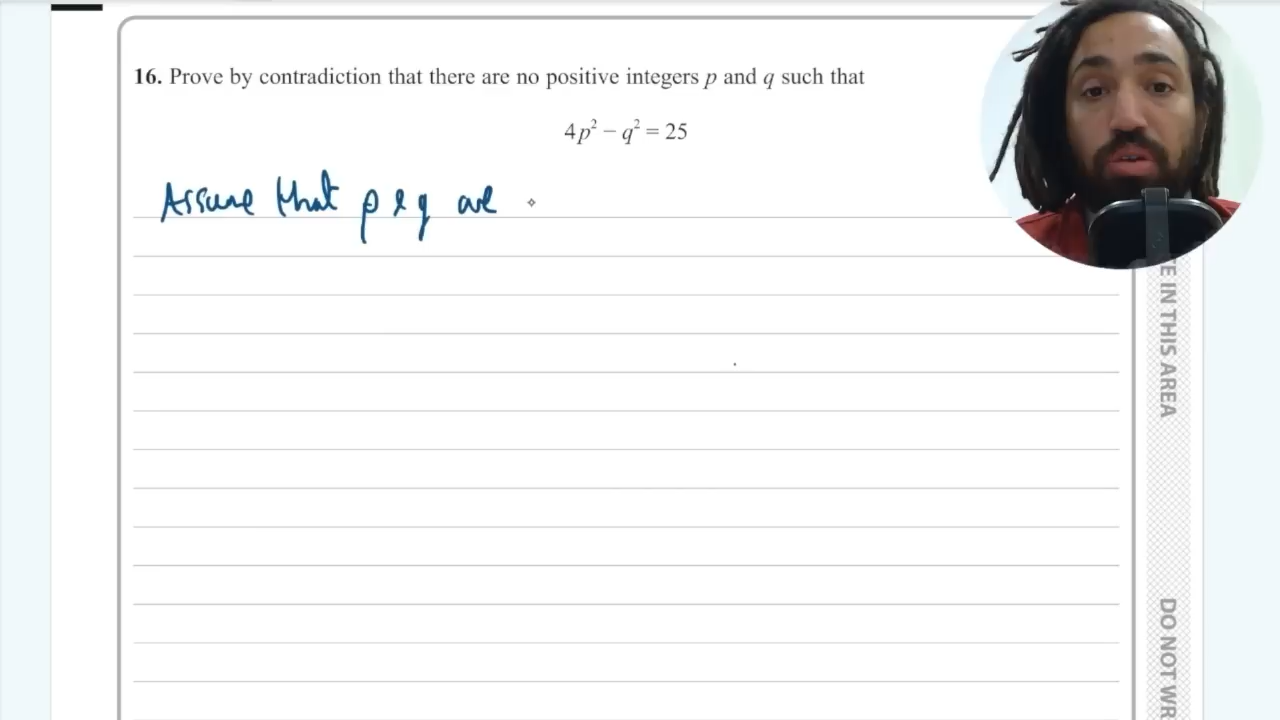 16. Prove by contradiction that there are no positive integers p and q such that
4p² − q² = 25
Assume that p & q are
E IN THIS AREA
DO NOT WR